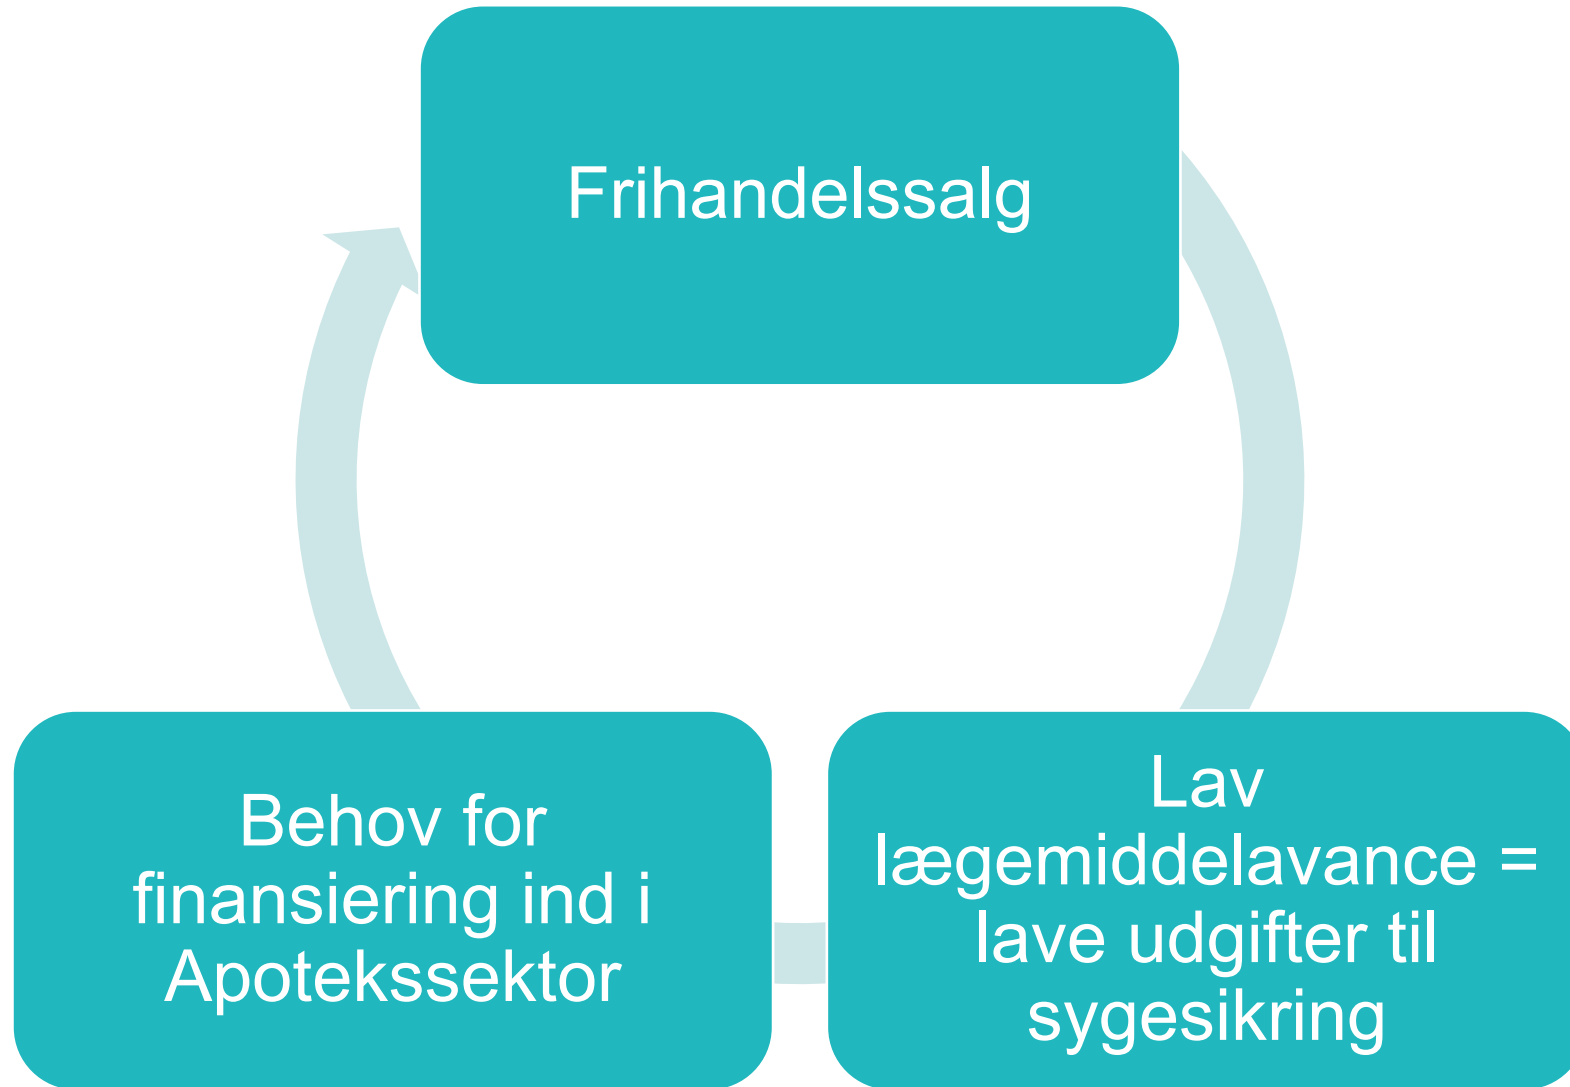 Frihandelssalg
Behov for
finansiering ind i
Apotekssektor
Lav
lægemiddelavance =
lave udgifter til
sygesikring